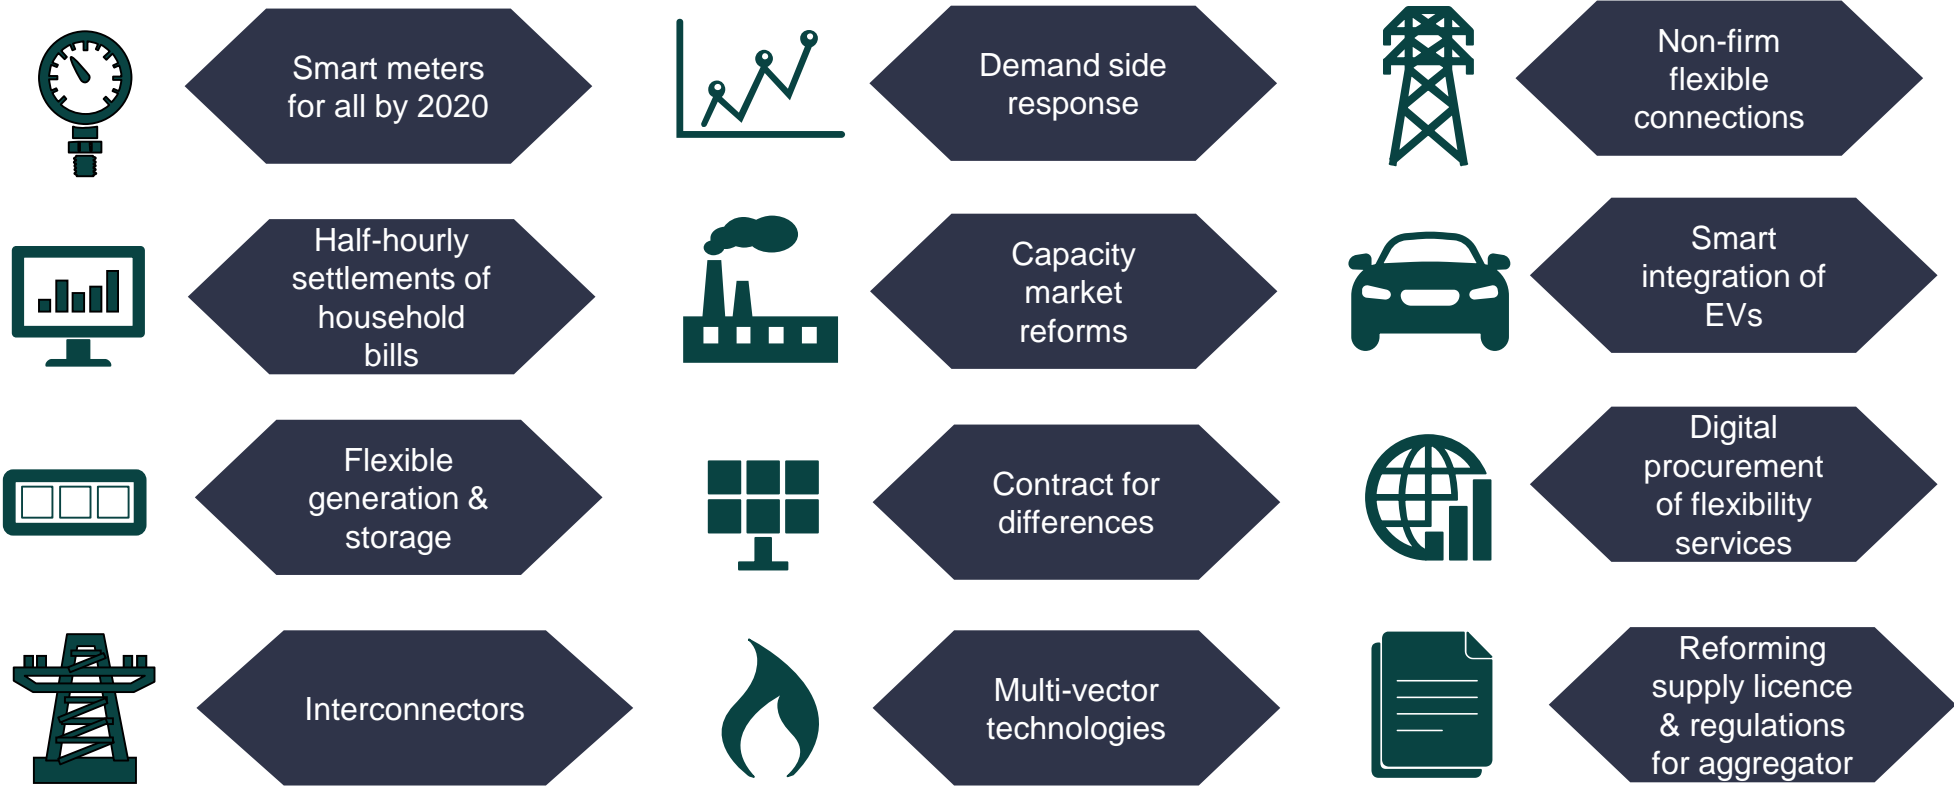 Smart meters
for all by 2020
Demand side
response
Non-firm
flexible
connections
Half-hourly
settlements of
household
bills
Capacity
market
reforms
Smart
integration of
EVs
Flexible
generation &
storage
Contract for
differences
Digital
procurement
of flexibility
services
Interconnectors
Multi-vector
technologies
Reforming
supply licence
& regulations
for aggregator